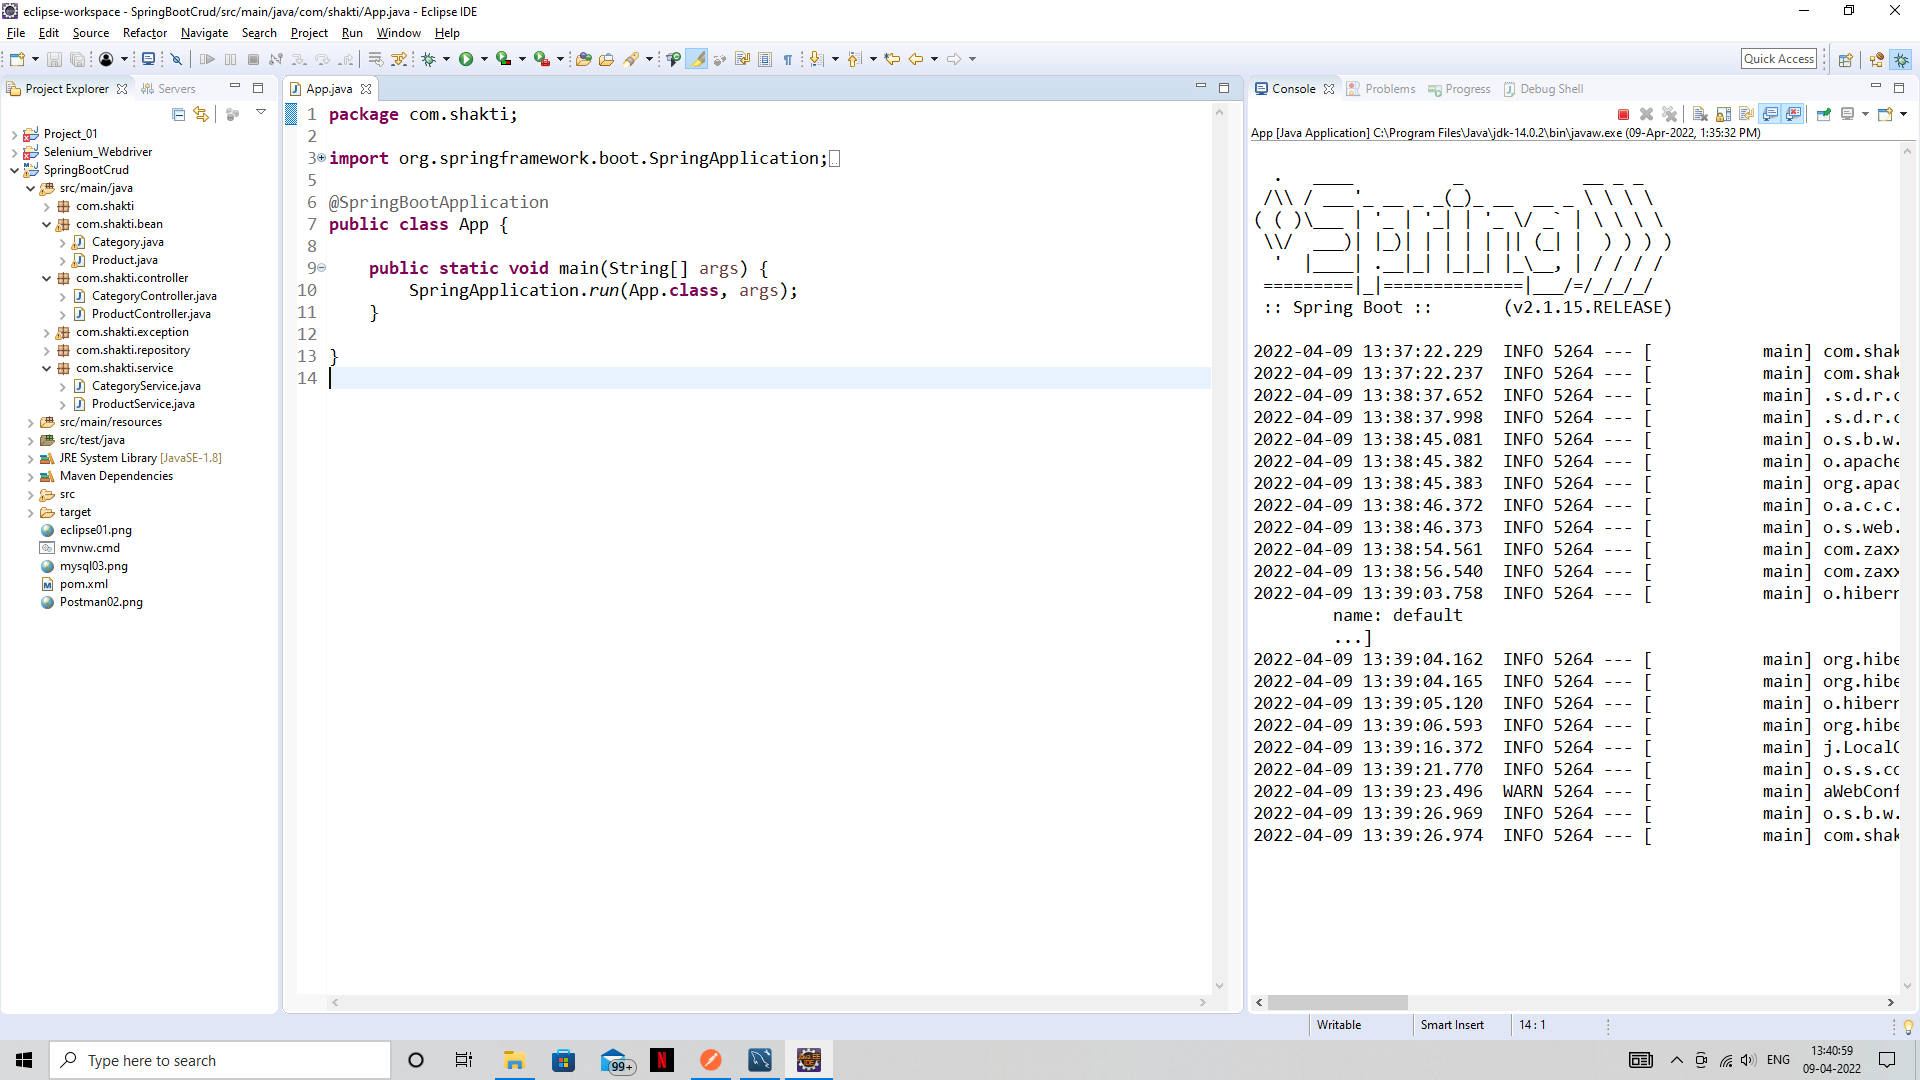 eclipse-workspace - SpringBootCrud/src/main/java/com/shakti/App.java - Eclipse IDE
File Edit Source Refactor Navigate Search Project Run Window Help
Quick Access
Project Explorer Servers
Project_01
Selenium_Webdriver
SpringBootCrud
src/main/java
com.shakti
com.shakti.bean
Category.java
Product.java
com.shakti.controller
CategoryController.java
ProductController.java
com.shakti.exception
com.shakti.repository
com.shakti.service
CategoryService.java
ProductService.java
src/main/resources
src/test/java
JRE System Library [JavaSE-1.8]
Maven Dependencies
src
target
eclipse01.png
mvnw.cmd
mysql03.png
pom.xml
Postman02.png
App.java
1 package com.shakti;
2
3 import org.springframework.boot.SpringApplication;
5
6 @SpringBootApplication
7 public class App {
8
9 public static void main(String[] args) {
10 SpringApplication.run(App.class, args);
11 }
12
13 }
14
Console Problems Progress Debug Shell
App [Java Application] C:\Program Files\Java\jdk-14.0.2\bin\javaw.exe (09-Apr-2022, 1:35:32 PM)
  .   ____          _            __ _ _
 /\\ / ___'_ __ _ _(_)_ __  __ _ \ \ \ \
( ( )\___ | '_ | '_| | '_ \/ _` | \ \ \ \
 \\/  ___)| |_)| | | | | || (_| |  ) ) ) )
  '  |____| .__|_| |_|_| |_\__, | / / / /
 =========|_|==============|___/=/_/_/_/
:: Spring Boot :: (v2.1.15.RELEASE)
2022-04-09 13:37:22.229 INFO 5264 --- [ main] com.shak
2022-04-09 13:37:22.237 INFO 5264 --- [ main] com.shak
2022-04-09 13:38:37.652 INFO 5264 --- [ main] .s.d.r.c
2022-04-09 13:38:37.998 INFO 5264 --- [ main] .s.d.r.c
2022-04-09 13:38:45.081 INFO 5264 --- [ main] o.s.b.w.
2022-04-09 13:38:45.382 INFO 5264 --- [ main] o.apache
2022-04-09 13:38:45.383 INFO 5264 --- [ main] org.apac
2022-04-09 13:38:46.372 INFO 5264 --- [ main] o.a.c.c.
2022-04-09 13:38:46.373 INFO 5264 --- [ main] o.s.web.
2022-04-09 13:38:54.561 INFO 5264 --- [ main] com.zaxx
2022-04-09 13:38:56.540 INFO 5264 --- [ main] com.zaxx
2022-04-09 13:39:03.758 INFO 5264 --- [ main] o.hibern
name: default
...]
2022-04-09 13:39:04.162 INFO 5264 --- [ main] org.hibe
2022-04-09 13:39:04.165 INFO 5264 --- [ main] org.hibe
2022-04-09 13:39:05.120 INFO 5264 --- [ main] o.hibern
2022-04-09 13:39:06.593 INFO 5264 --- [ main] org.hibe
2022-04-09 13:39:16.372 INFO 5264 --- [ main] j.LocalC
2022-04-09 13:39:21.770 INFO 5264 --- [ main] o.s.s.co
2022-04-09 13:39:23.496 WARN 5264 --- [ main] aWebConf
2022-04-09 13:39:26.969 INFO 5264 --- [ main] o.s.b.w.
2022-04-09 13:39:26.974 INFO 5264 --- [ main] com.shak
Writable Smart Insert 14 : 1
Type here to search
99+
N
ENG
13:40:59
09-04-2022